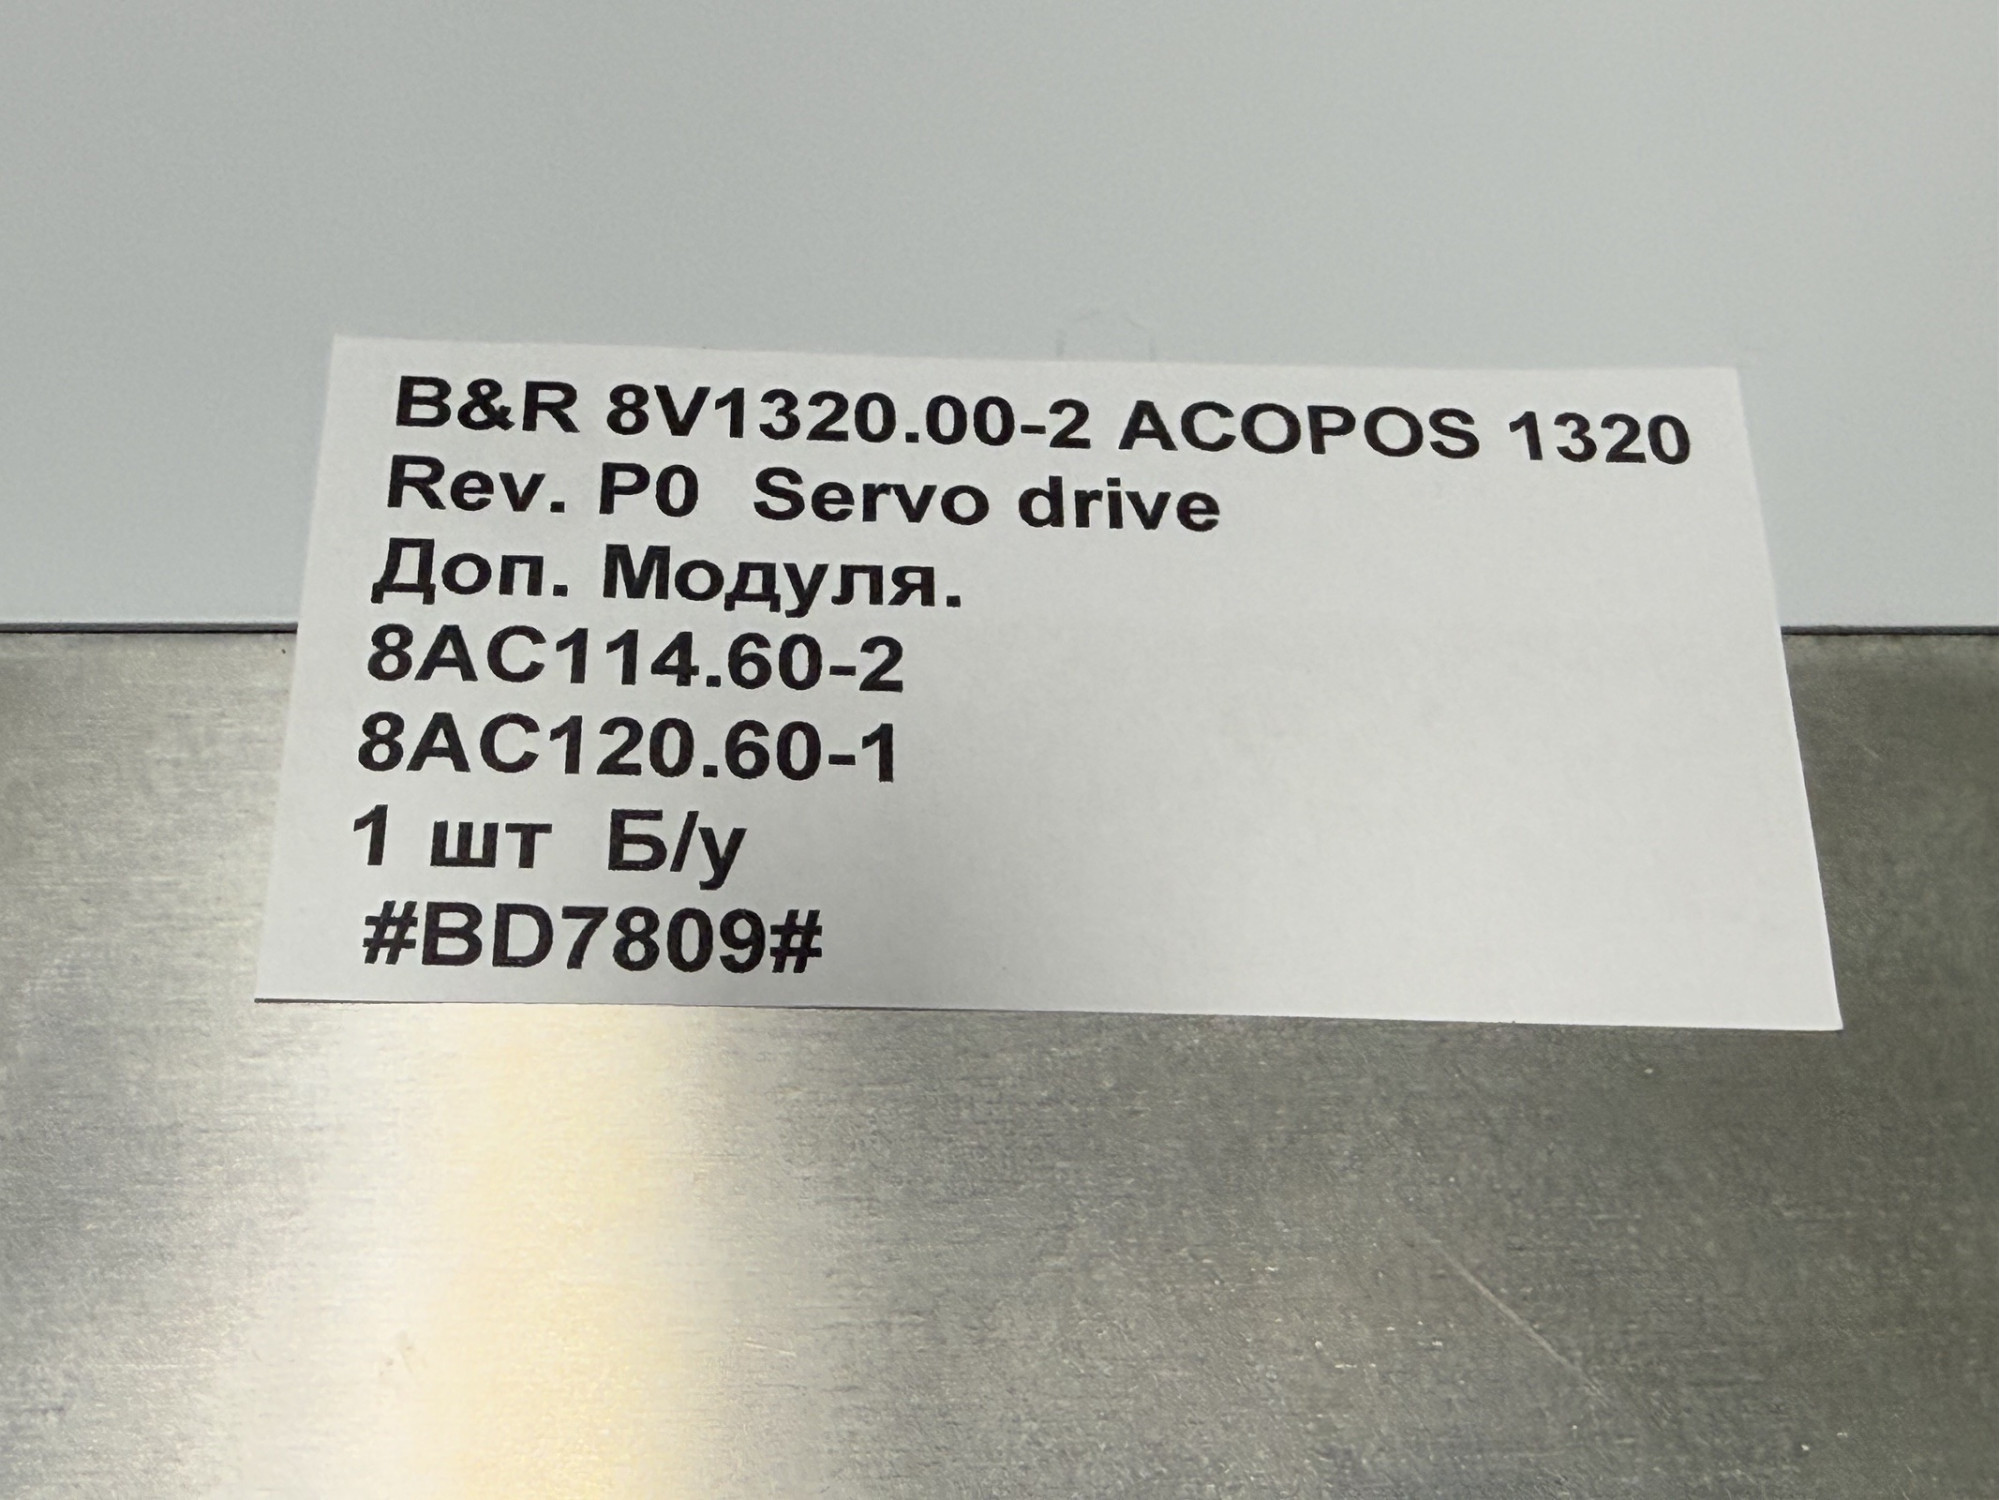 B&R 8V1320.00-2 ACOPOS 1320
Rev. P0  Servo drive
Доп. Модуля.
8AC114.60-2
8AC120.60-1
1 шт  Б/у
#BD7809#